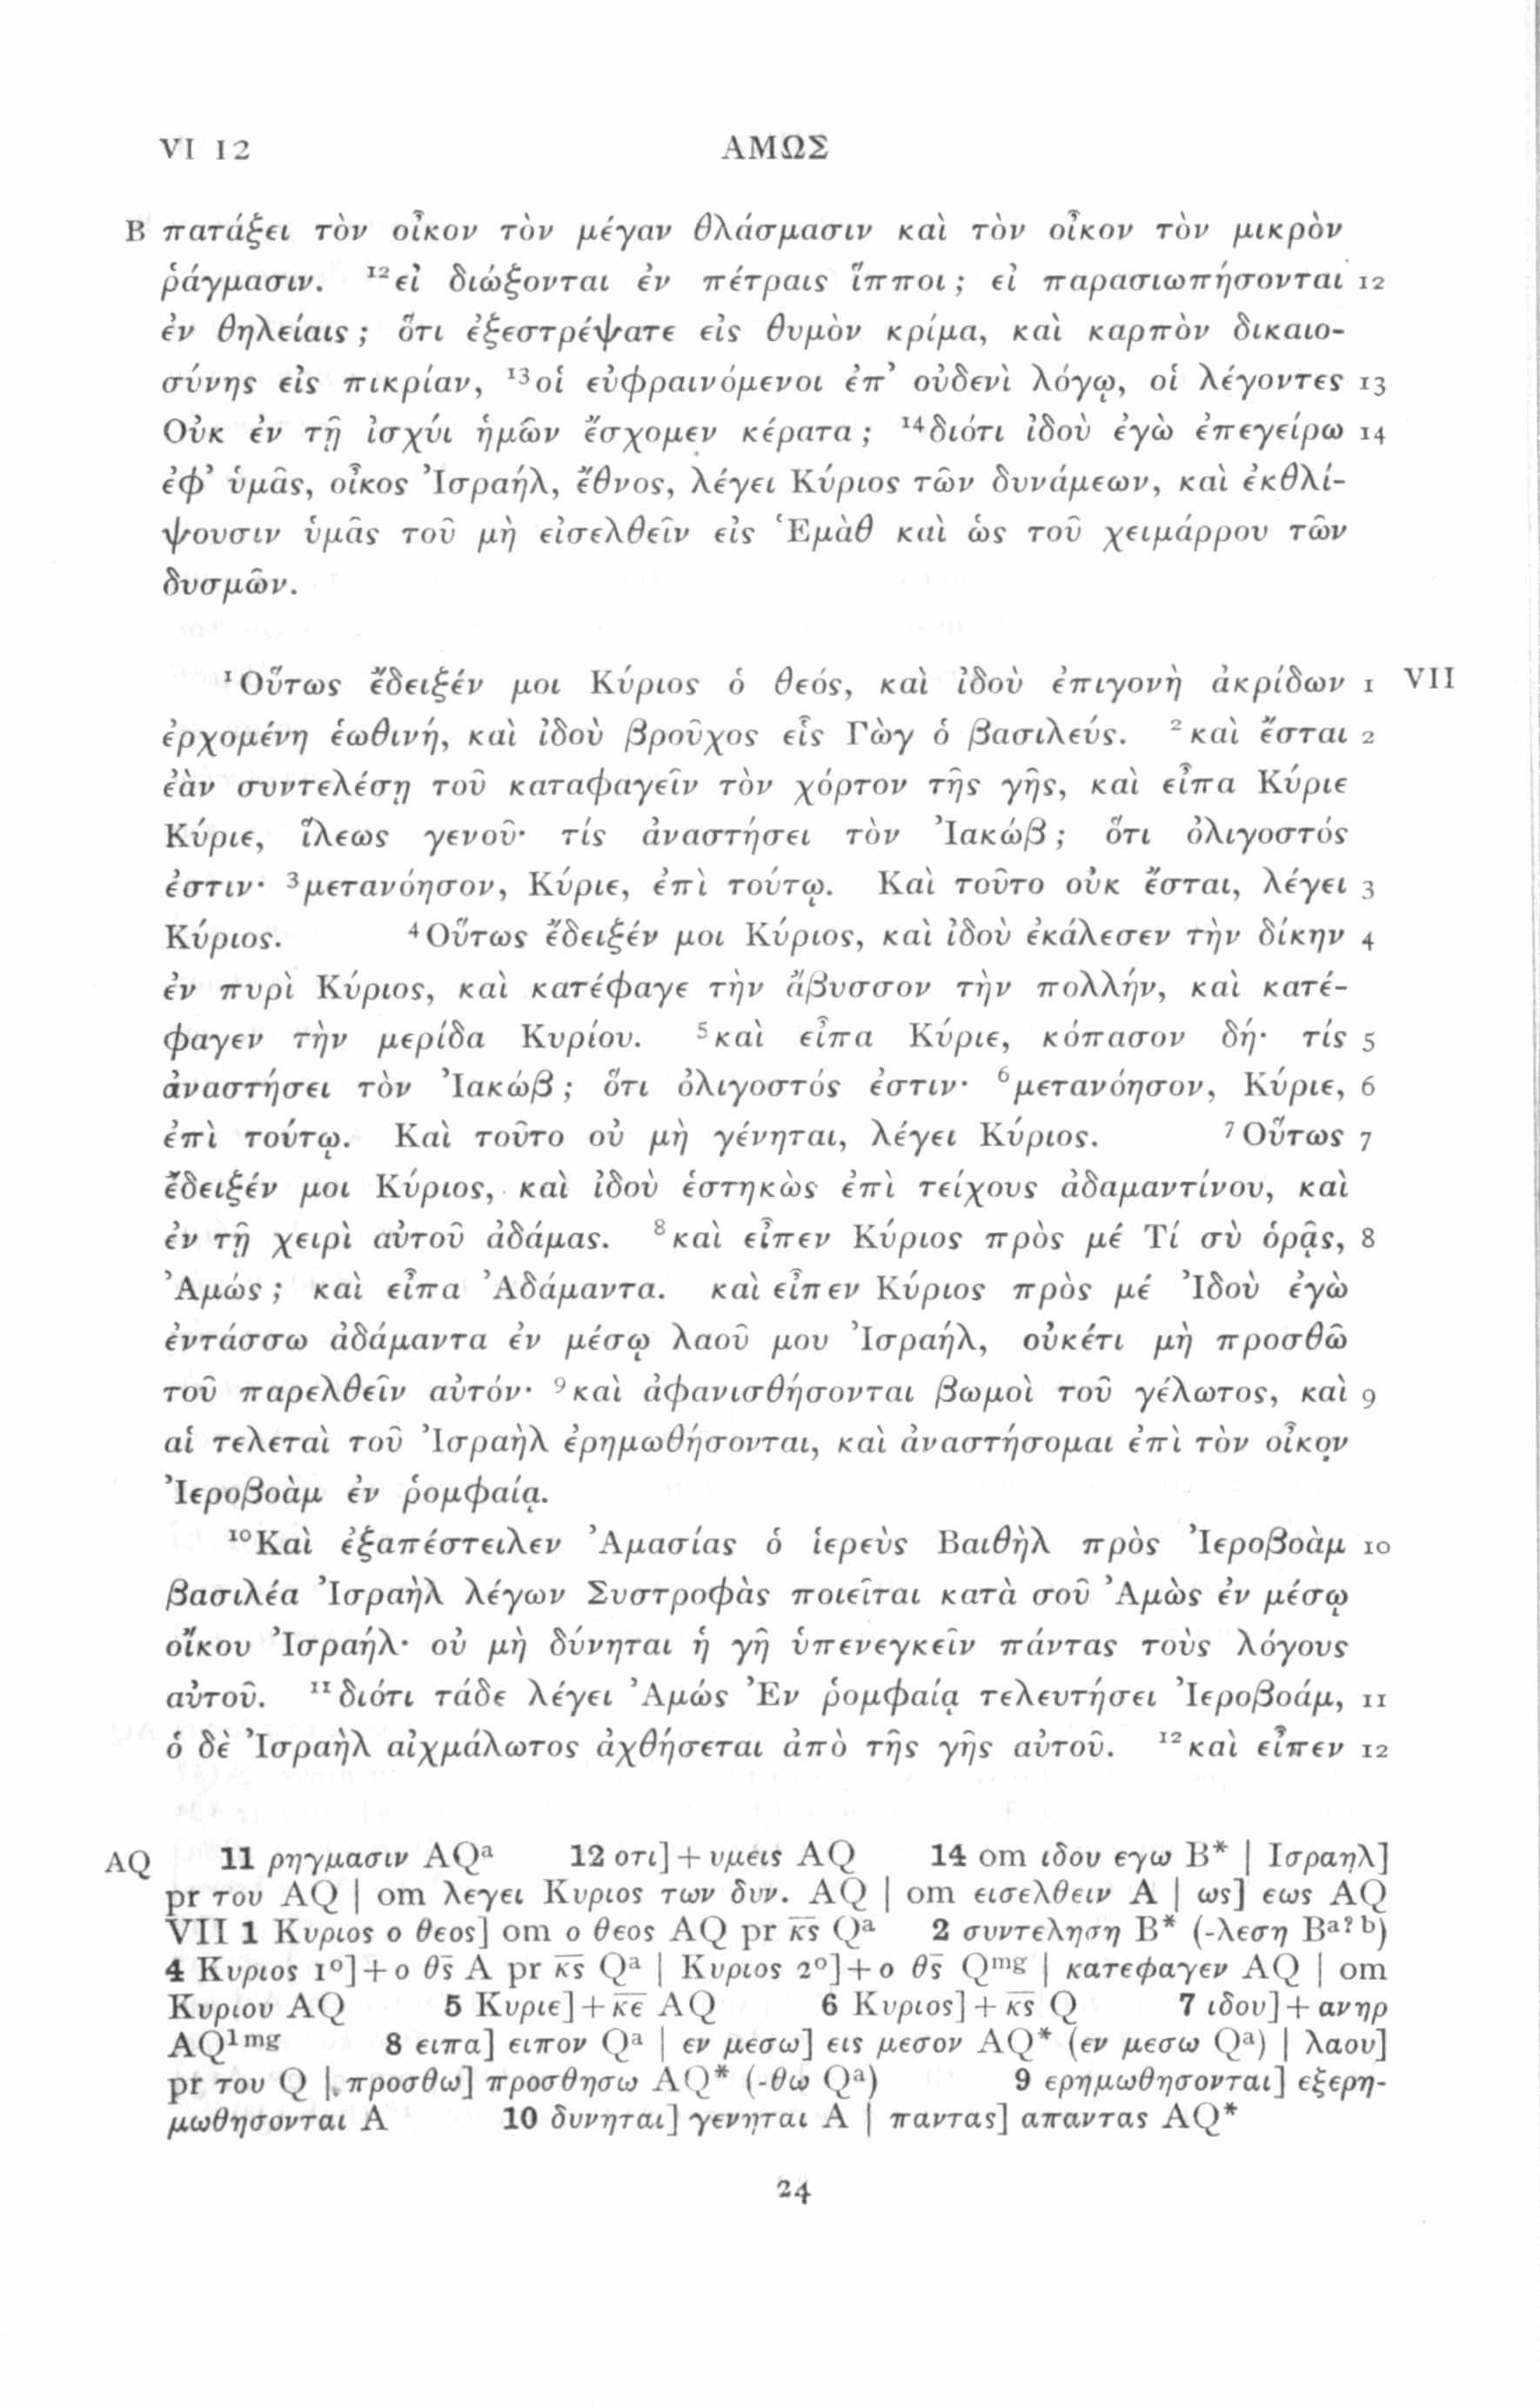 VI 12 ΑΜΩΣ
B πατάξει τὸν οἶκον τὸν μέγαν θλάσμασιν καὶ τὸν οἶκον τὸν μικρὸν
ῥάγμασιν. ¹²εἰ διώξονται ἐν πέτραις ἵπποι; εἰ παρασιωπήσονται 12
ἐν θηλείαις; ὅτι ἐξεστρέψατε εἰς θυμὸν κρίμα, καὶ καρπὸν δικαιο-
σύνης εἰς πικρίαν, ¹³οἱ εὐφραινόμενοι ἐπ’ οὐδενὶ λόγῳ, οἱ λέγοντες 13
Οὐκ ἐν τῇ ἰσχύι ἡμῶν ἔσχομεν κέρατα; ¹⁴διότι ἰδοὺ ἐγὼ ἐπεγείρω 14
ἐφ’ ὑμᾶς, οἶκος Ἰσραήλ, ἔθνος, λέγει Κύριος τῶν δυνάμεων, καὶ ἐκθλί-
ψουσιν ὑμᾶς τοῦ μὴ εἰσελθεῖν εἰς Ἑμὰθ καὶ ὡς τοῦ χειμάρρου τῶν
δυσμῶν.
¹Οὕτως ἔδειξέν μοι Κύριος ὁ θεός, καὶ ἰδοὺ ἐπιγονὴ ἀκρίδων 1 VII
ἐρχομένη ἑωθινή, καὶ ἰδοὺ βροῦχος εἷς Γὼγ ὁ βασιλεύς. ²καὶ ἔσται 2
ἐὰν συντελέσῃ τοῦ καταφαγεῖν τὸν χόρτον τῆς γῆς, καὶ εἶπα Κύριε
Κύριε, ἵλεως γενοῦ· τίς ἀναστήσει τὸν Ἰακώβ; ὅτι ὀλιγοστός
ἐστιν· ³μετανόησον, Κύριε, ἐπὶ τούτῳ. Καὶ τοῦτο οὐκ ἔσται, λέγει 3
Κύριος. ⁴Οὕτως ἔδειξέν μοι Κύριος, καὶ ἰδοὺ ἐκάλεσεν τὴν δίκην 4
ἐν πυρὶ Κύριος, καὶ κατέφαγε τὴν ἄβυσσον τὴν πολλήν, καὶ κατέ-
φαγεν τὴν μερίδα Κυρίου. ⁵καὶ εἶπα Κύριε, κόπασον δή· τίς 5
ἀναστήσει τὸν Ἰακώβ; ὅτι ὀλιγοστός ἐστιν· ⁶μετανόησον, Κύριε, 6
ἐπὶ τούτῳ. Καὶ τοῦτο οὐ μὴ γένηται, λέγει Κύριος. ⁷Οὕτως 7
ἔδειξέν μοι Κύριος, καὶ ἰδοὺ ἑστηκὼς ἐπὶ τείχους ἀδαμαντίνου, καὶ
ἐν τῇ χειρὶ αὐτοῦ ἀδάμας. ⁸καὶ εἶπεν Κύριος πρὸς μέ Τί σὺ ὁρᾷς, 8
Ἀμώς; καὶ εἶπα Ἀδάμαντα. καὶ εἶπεν Κύριος πρὸς μέ Ἰδοὺ ἐγὼ
ἐντάσσω ἀδάμαντα ἐν μέσῳ λαοῦ μου Ἰσραήλ, οὐκέτι μὴ προσθῶ
τοῦ παρελθεῖν αὐτόν· ⁹καὶ ἀφανισθήσονται βωμοὶ τοῦ γέλωτος, καὶ 9
αἱ τελεταὶ τοῦ Ἰσραὴλ ἐρημωθήσονται, καὶ ἀναστήσομαι ἐπὶ τὸν οἶκον
Ἰεροβοὰμ ἐν ῥομφαίᾳ.
¹⁰Καὶ ἐξαπέστειλεν Ἀμασίας ὁ ἱερεὺς Βαιθὴλ πρὸς Ἰεροβοὰμ 10
βασιλέα Ἰσραὴλ λέγων Συστροφὰς ποιεῖται κατὰ σοῦ Ἀμὼς ἐν μέσῳ
οἴκου Ἰσραήλ· οὐ μὴ δύνηται ἡ γῆ ὑπενεγκεῖν πάντας τοὺς λόγους
αὐτοῦ. ¹¹διότι τάδε λέγει Ἀμώς Ἐν ῥομφαίᾳ τελευτήσει Ἰεροβοάμ, 11
ὁ δὲ Ἰσραὴλ αἰχμάλωτος ἀχθήσεται ἀπὸ τῆς γῆς αὐτοῦ. ¹²καὶ εἶπεν 12
AQ 11 ρηγμασιν AQᵃ 12 οτι] + υμεις AQ 14 om ιδου εγω B* | Ισραηλ]
pr του AQ | om λεγει Κυριος των δυν. AQ | om εισελθειν A | ως] εως AQ
VII 1 Κυριος ο θεος] om ο θεος AQ pr κ̅ς̅ Qᵃ 2 συντεληση B* (-λεση Bᵃ?ᵇ)
4 Κυριος 1°] + ο θ̅ς̅ A pr κ̅ς̅ Qᵃ | Κυριος 2°] + ο θ̅ς̅ Qᵐᵍ | κατεφαγεν AQ | om
Κυριου AQ 5 Κυριε] + κ̅ε̅ AQ 6 Κυριος] + κ̅ς̅ Q 7 ιδου] + ανηρ
AQ¹ᵐᵍ 8 ειπα] ειπον Qᵃ | εν μεσω] εις μεσον AQ* (εν μεσω Qᵃ) | λαου]
pr του Q | προσθω] προσθησω AQ* (-θω Qᵃ) 9 ερημωθησονται] εξερη-
μωθησονται A 10 δυνηται] γενηται A | παντας] απαντας AQ*
24